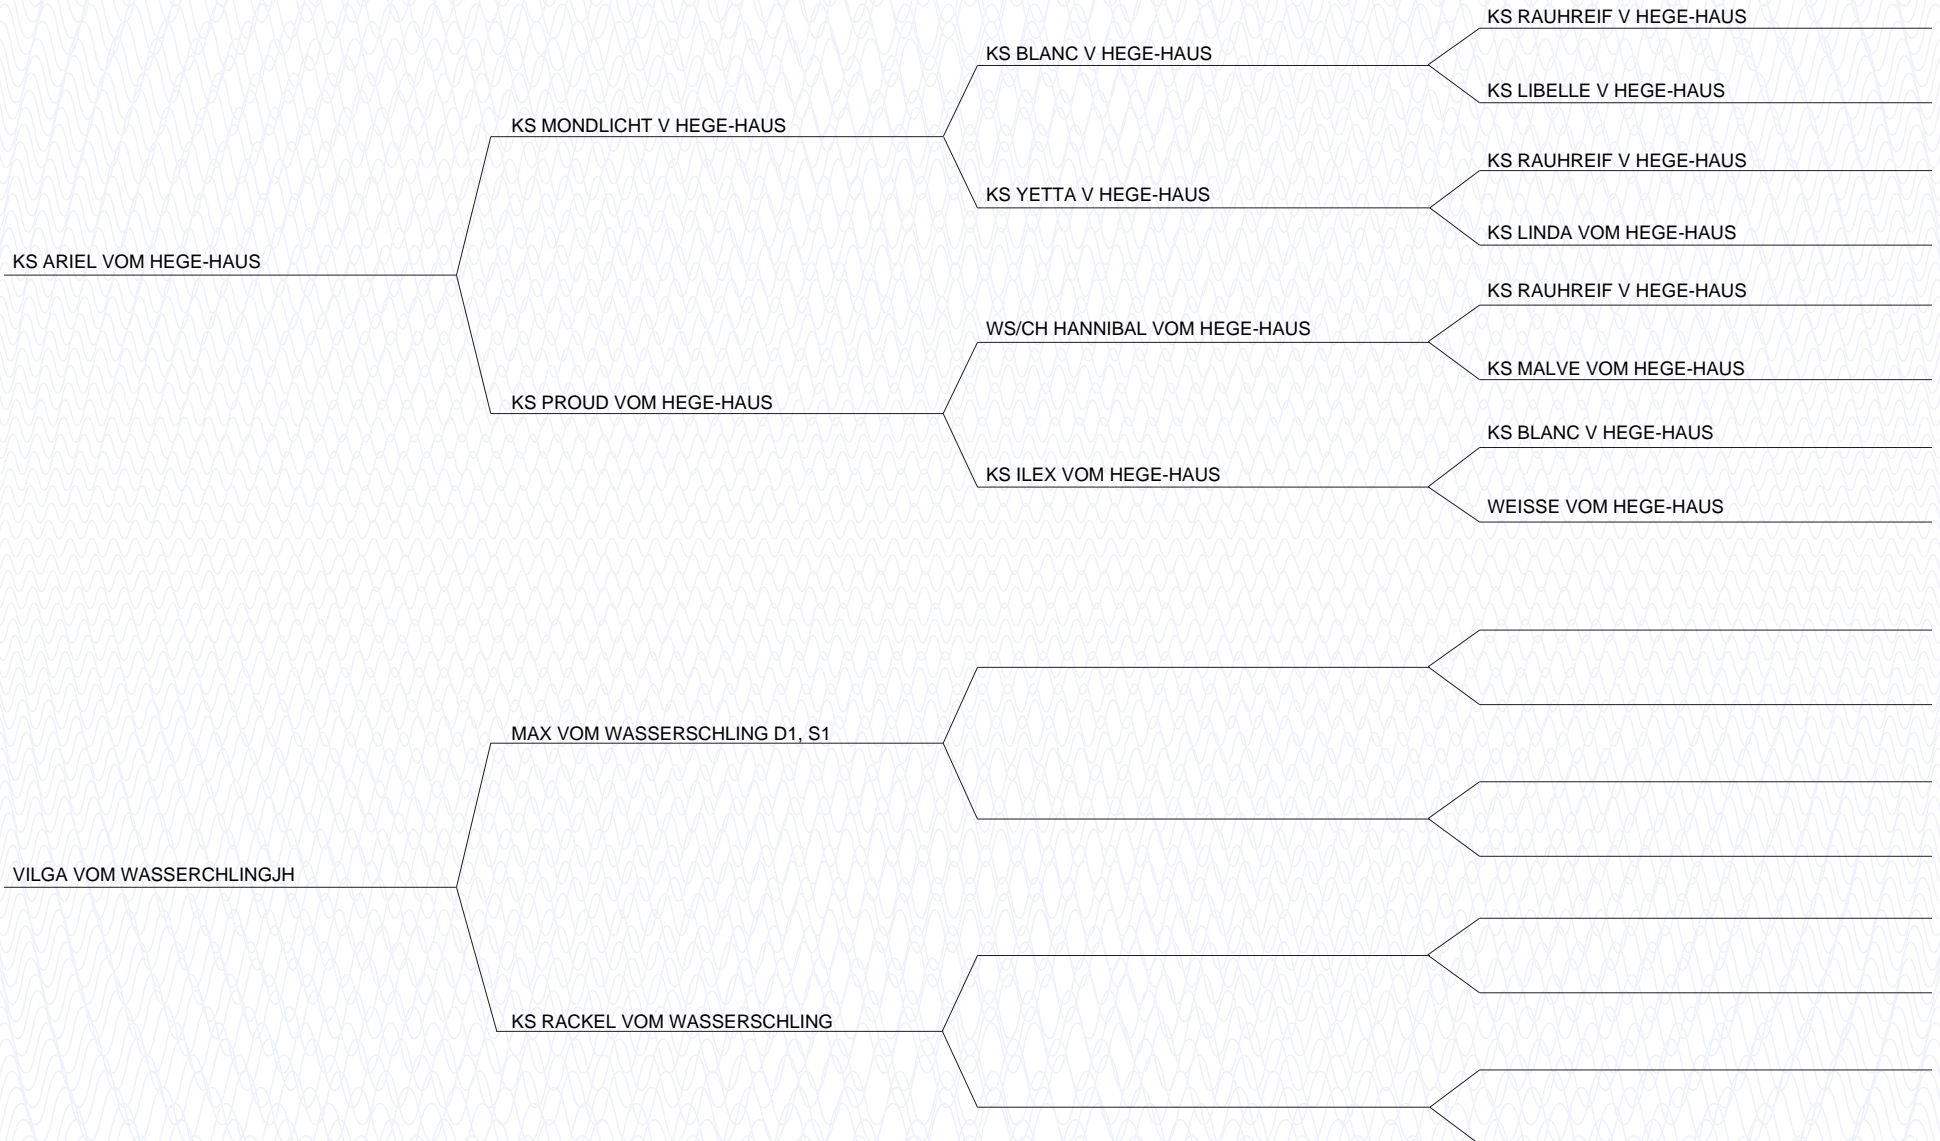 KS RAUHREIF V HEGE-HAUS
KS BLANC V HEGE-HAUS
KS LIBELLE V HEGE-HAUS
KS MONDLICHT V HEGE-HAUS
KS RAUHREIF V HEGE-HAUS
KS YETTA V HEGE-HAUS
KS LINDA VOM HEGE-HAUS
KS ARIEL VOM HEGE-HAUS
KS RAUHREIF V HEGE-HAUS
WS/CH HANNIBAL VOM HEGE-HAUS
KS MALVE VOM HEGE-HAUS
KS PROUD VOM HEGE-HAUS
KS BLANC V HEGE-HAUS
KS ILEX VOM HEGE-HAUS
WEISSE VOM HEGE-HAUS
MAX VOM WASSERSCHLING D1, S1
VILGA VOM WASSERCHLINGJH
KS RACKEL VOM WASSERSCHLING